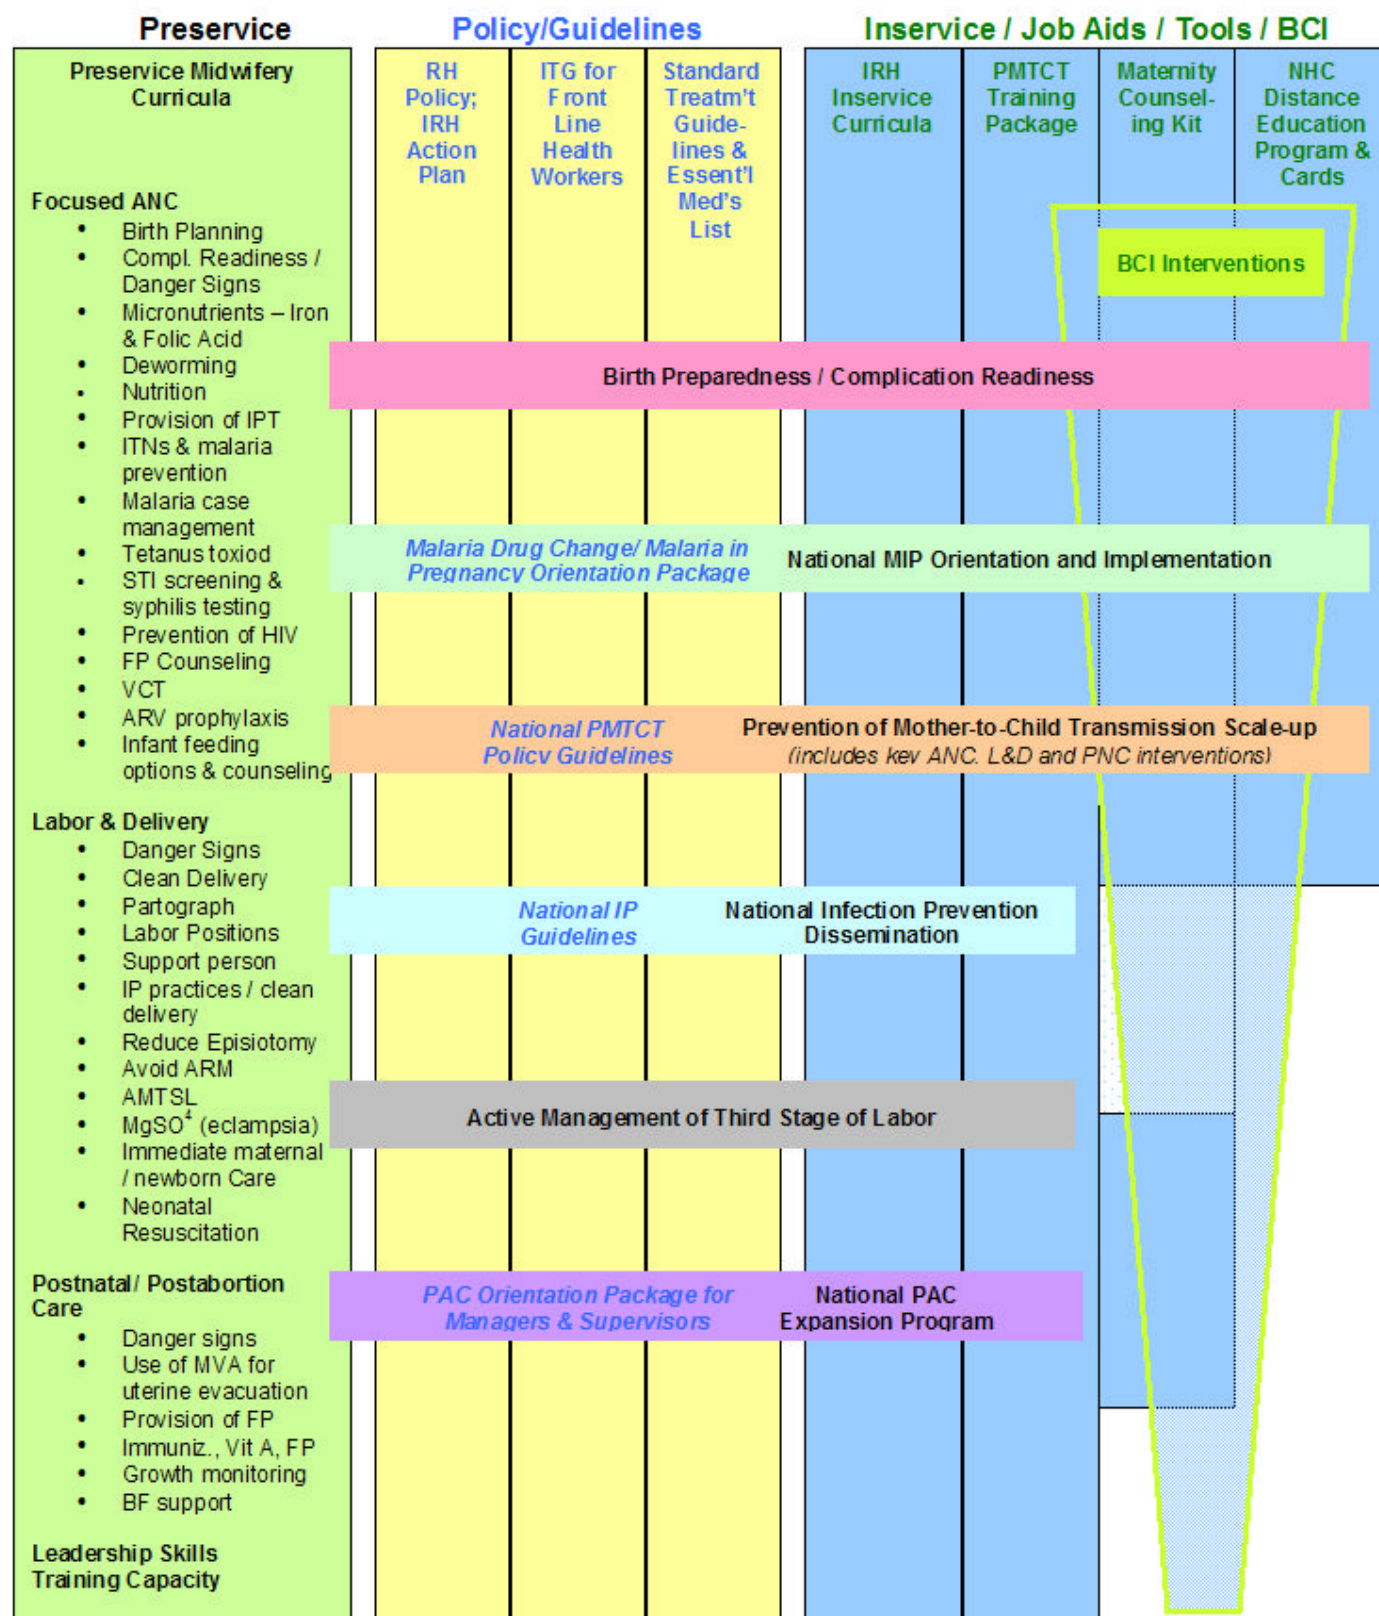 Preservice
Policy/Guidelines
Inservice / Job Aids / Tools / BCI
Preservice Midwifery
Curricula
Focused ANC
• Birth Planning
• Compl. Readiness /
Danger Signs
• Micronutrients – Iron
& Folic Acid
• Deworming
• Nutrition
• Provision of IPT
• ITNs & malaria
prevention
• Malaria case
management
• Tetanus toxiod
• STI screening &
syphilis testing
• Prevention of HIV
• FP Counseling
• VCT
• ARV prophylaxis
• Infant feeding
options & counseling
Labor & Delivery
• Danger Signs
• Clean Delivery
• Partograph
• Labor Positions
• Support person
• IP practices / clean
delivery
• Reduce Episiotomy
• Avoid ARM
• AMTSL
• MgSO⁴ (eclampsia)
• Immediate maternal
/ newborn Care
• Neonatal
Resuscitation
Postnatal/ Postabortion
Care
• Danger signs
• Use of MVA for
uterine evacuation
• Provision of FP
• Immuniz., Vit A, FP
• Growth monitoring
• BF support
Leadership Skills
Training Capacity
RH
Policy;
IRH
Action
Plan
ITG for
Front
Line
Health
Workers
Standard
Treatm't
Guide-
lines &
Essent'l
Med's
List
IRH
Inservice
Curricula
PMTCT
Training
Package
Maternity
Counsel-
ing Kit
NHC
Distance
Education
Program &
Cards
BCI Interventions
Birth Preparedness / Complication Readiness
Malaria Drug Change/ Malaria in
Pregnancy Orientation Package
National MIP Orientation and Implementation
National PMTCT
Policy Guidelines
Prevention of Mother-to-Child Transmission Scale-up
(includes key ANC, L&D and PNC interventions)
National IP
Guidelines
National Infection Prevention
Dissemination
Active Management of Third Stage of Labor
PAC Orientation Package for
Managers & Supervisors
National PAC
Expansion Program